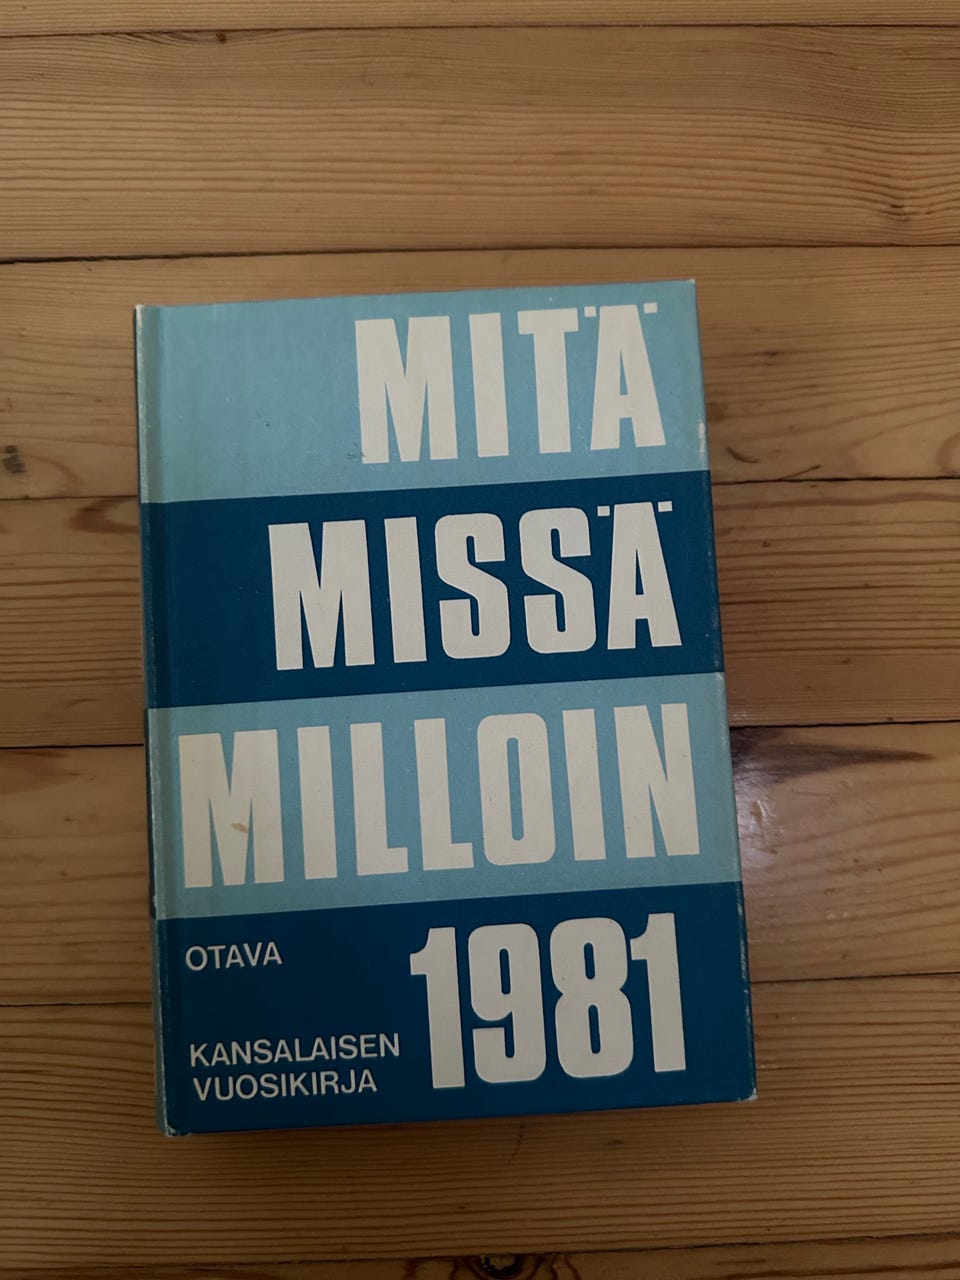 MITÄ
MISSÄ
MILLOIN
OTAVA
1981
KANSALAISEN
VUOSIKIRJA